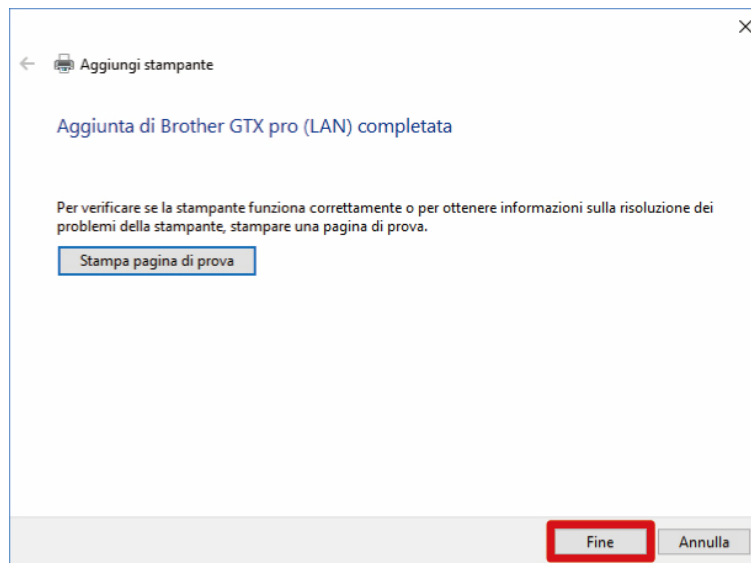 Aggiungi stampante
Aggiunta di Brother GTX pro (LAN) completata
Per verificare se la stampante funziona correttamente o per ottenere informazioni sulla risoluzione dei
problemi della stampante, stampare una pagina di prova.
Stampa pagina di prova
Fine
Annulla